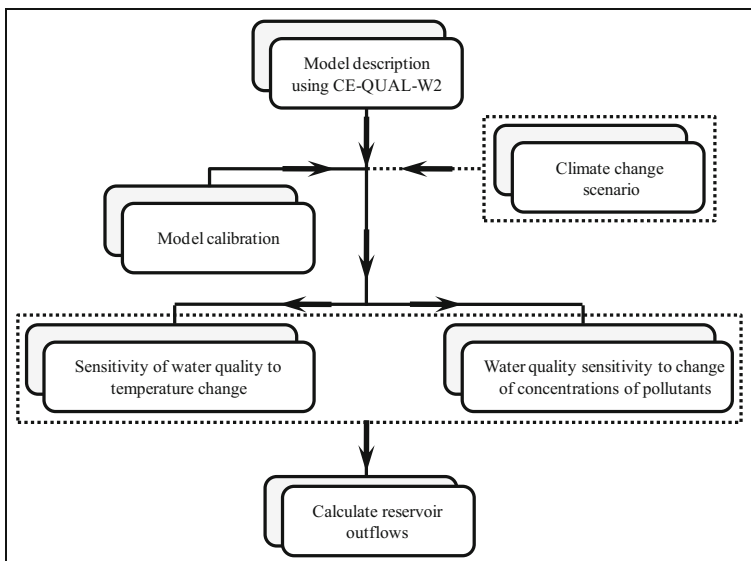 Model description
using CE-QUAL-W2
Climate change
scenario
Model calibration
Sensitivity of water quality to
temperature change
Water quality sensitivity to change
of concentrations of pollutants
Calculate reservoir
outflows